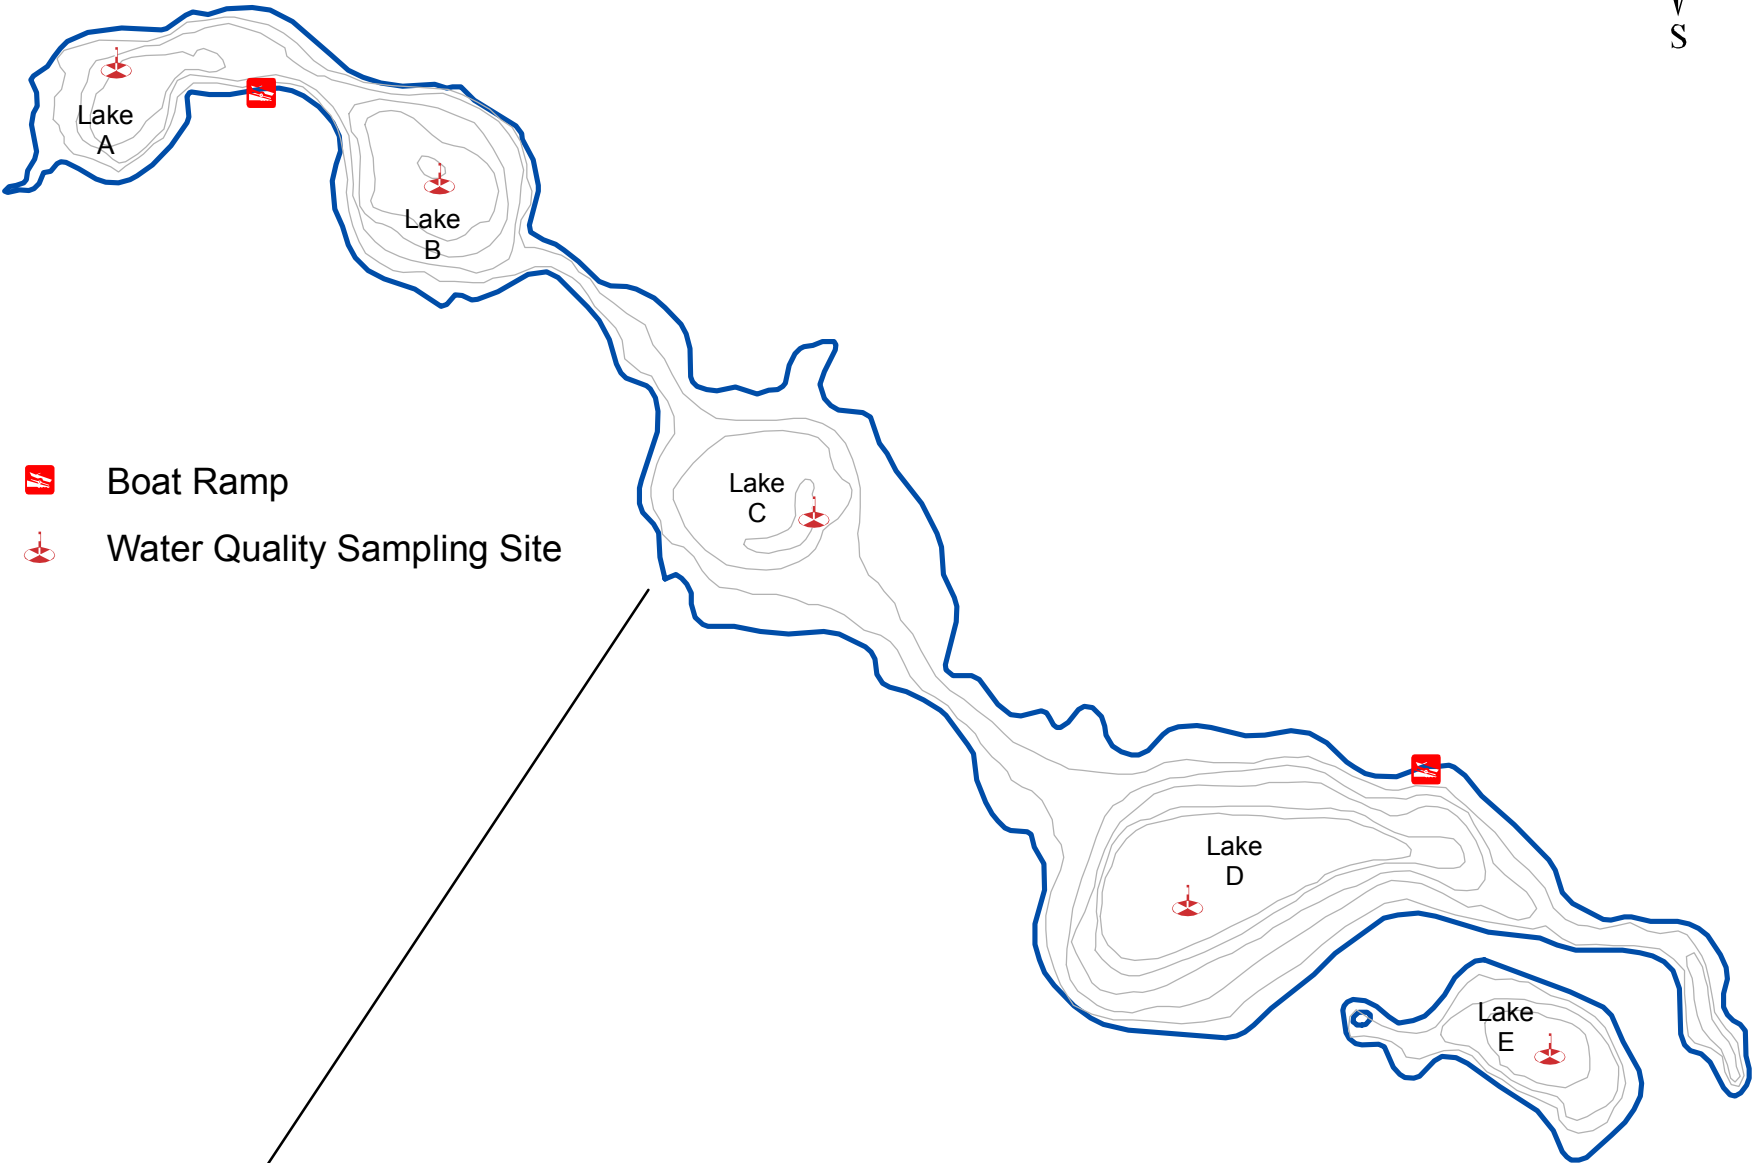 S
Lake
A
Lake
B
Boat Ramp
Lake
C
Water Quality Sampling Site
Lake
D
Lake
E